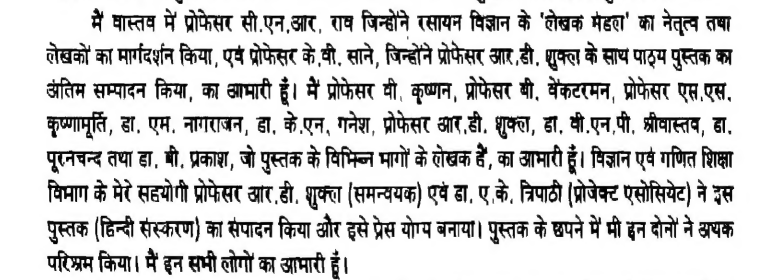 मैं वास्तव में प्रोफेसर सी.एन.आर. राव जिन्होंने रसायन विज्ञान के 'लेखक मंडल' का नेतृत्व तथा
लेखकों का मार्गदर्शन किया, एवं प्रोफेसर के.वी. साने, जिन्होंने प्रोफेसर आर.डी. शुक्ल के साथ पाठ्य पुस्तक का
अंतिम सम्पादन किया, का आभारी हूँ। मैं प्रोफेसर वी. कृष्णन, प्रोफेसर बी. वेंकटरमन, प्रोफेसर एस.एस.
कृष्णामूर्ति, डा. एम. नागराजन, डा. के.एन. गनेश, प्रोफेसर आर.डी. शुक्ल, डा. वी.एन.पी. श्रीवास्तव, डा.
पूरनचन्द तथा डा. बी. प्रकाश, जो पुस्तक के विभिन्न भागों के लेखक हैं, का आभारी हूँ। विज्ञान एवं गणित शिक्षा
विभाग के मेरे सहयोगी प्रोफेसर आर.डी. शुक्ला (समन्वयक) एवं डा. ए.के. त्रिपाठी (प्रोजेक्ट एसोसियेट) ने इस
पुस्तक (हिन्दी संस्करण) का संपादन किया और इसे प्रेस योग्य बनाया। पुस्तक के छपने में भी इन दोनों ने अथक
परिश्रम किया। मैं इन सभी लोगों का आभारी हूँ।